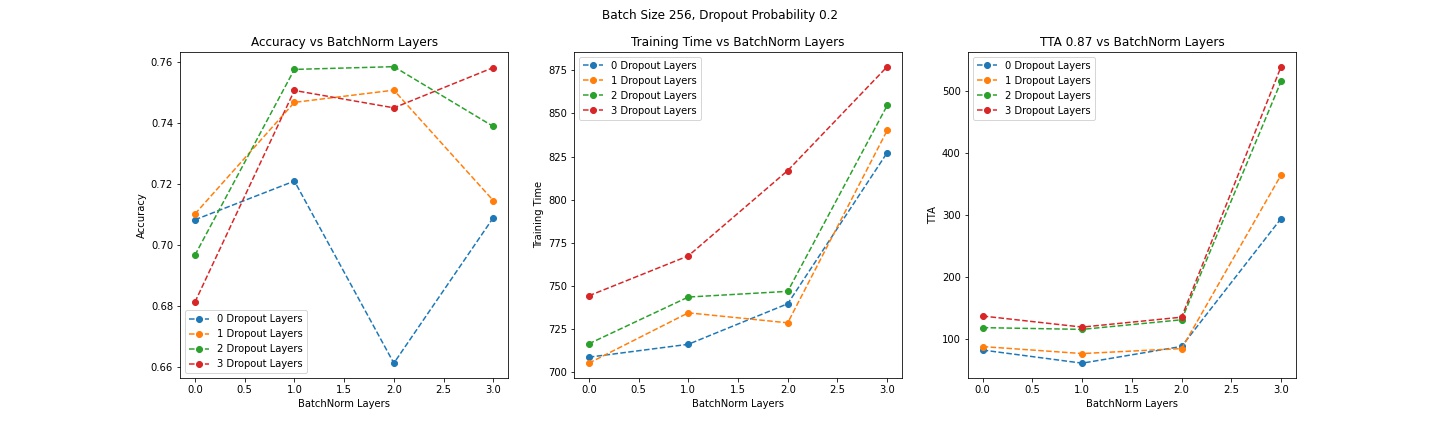 Batch Size 256, Dropout Probability 0.2
Accuracy vs BatchNorm Layers
Accuracy
0.76
0.74
0.72
0.70
0.68
0.66
0 Dropout Layers
1 Dropout Layers
2 Dropout Layers
3 Dropout Layers
0.0 0.5 1.0 1.5 2.0 2.5 3.0
BatchNorm Layers
Training Time vs BatchNorm Layers
Training Time
875
850
825
800
775
750
725
700
0 Dropout Layers
1 Dropout Layers
2 Dropout Layers
3 Dropout Layers
0.0 0.5 1.0 1.5 2.0 2.5 3.0
BatchNorm Layers
TTA 0.87 vs BatchNorm Layers
TTA
500
400
300
200
100
0 Dropout Layers
1 Dropout Layers
2 Dropout Layers
3 Dropout Layers
0.0 0.5 1.0 1.5 2.0 2.5 3.0
BatchNorm Layers